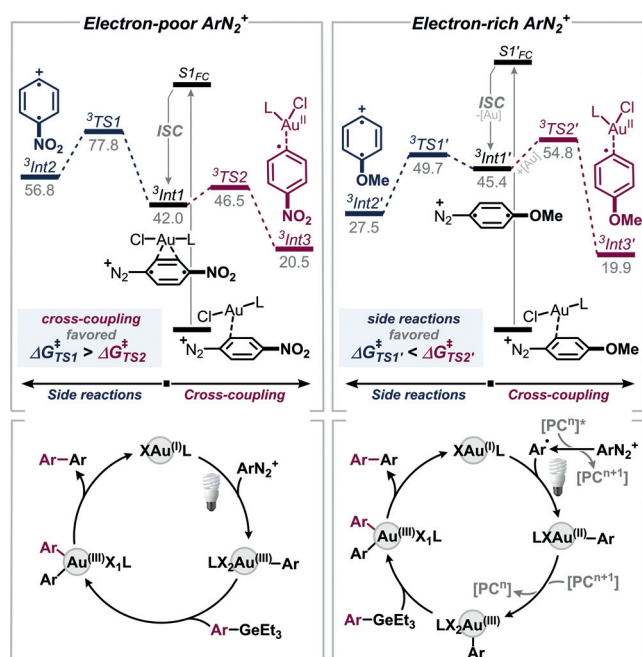 Electron-poor ArN₂⁺
S1FC
ISC
+
NO₂
³TS1
77.8
³Int2
56.8
³Int1
42.0
³TS2
46.5
L
Cl
Auᴵᴵ
NO₂
³Int3
20.5
Cl—Au—L
⁺N₂
NO₂
cross-coupling
favored
ΔG‡TS1 > ΔG‡TS2
L
Cl Au
⁺N₂
NO₂
Side reactions
Cross-coupling
Electron-rich ArN₂⁺
S1'FC
ISC
-[Au]
+
OMe
³TS1'
49.7
³Int2'
27.5
³Int1'
45.4
+[Au]
³TS2'
54.8
L
Cl
Auᴵᴵ
OMe
³Int3'
19.9
⁺N₂
OMe
side reactions
favored
ΔG‡TS1' < ΔG‡TS2'
L
Cl Au
⁺N₂
OMe
Side reactions
Cross-coupling
XAu⁽ᴵ⁾L
Ar—Ar
ArN₂⁺
Ar
Au⁽ᴵᴵᴵ⁾X₁L
Ar
LX₂Au⁽ᴵᴵᴵ⁾—Ar
Ar—GeEt₃
[PCⁿ]*
XAu⁽ᴵ⁾L
Ar•
ArN₂⁺
[PCⁿ⁺¹]
Ar—Ar
Ar
Au⁽ᴵᴵᴵ⁾X₁L
Ar
LXAu⁽ᴵᴵ⁾—Ar
[PCⁿ]
[PCⁿ⁺¹]
Ar—GeEt₃
LX₂Au⁽ᴵᴵᴵ⁾
Ar